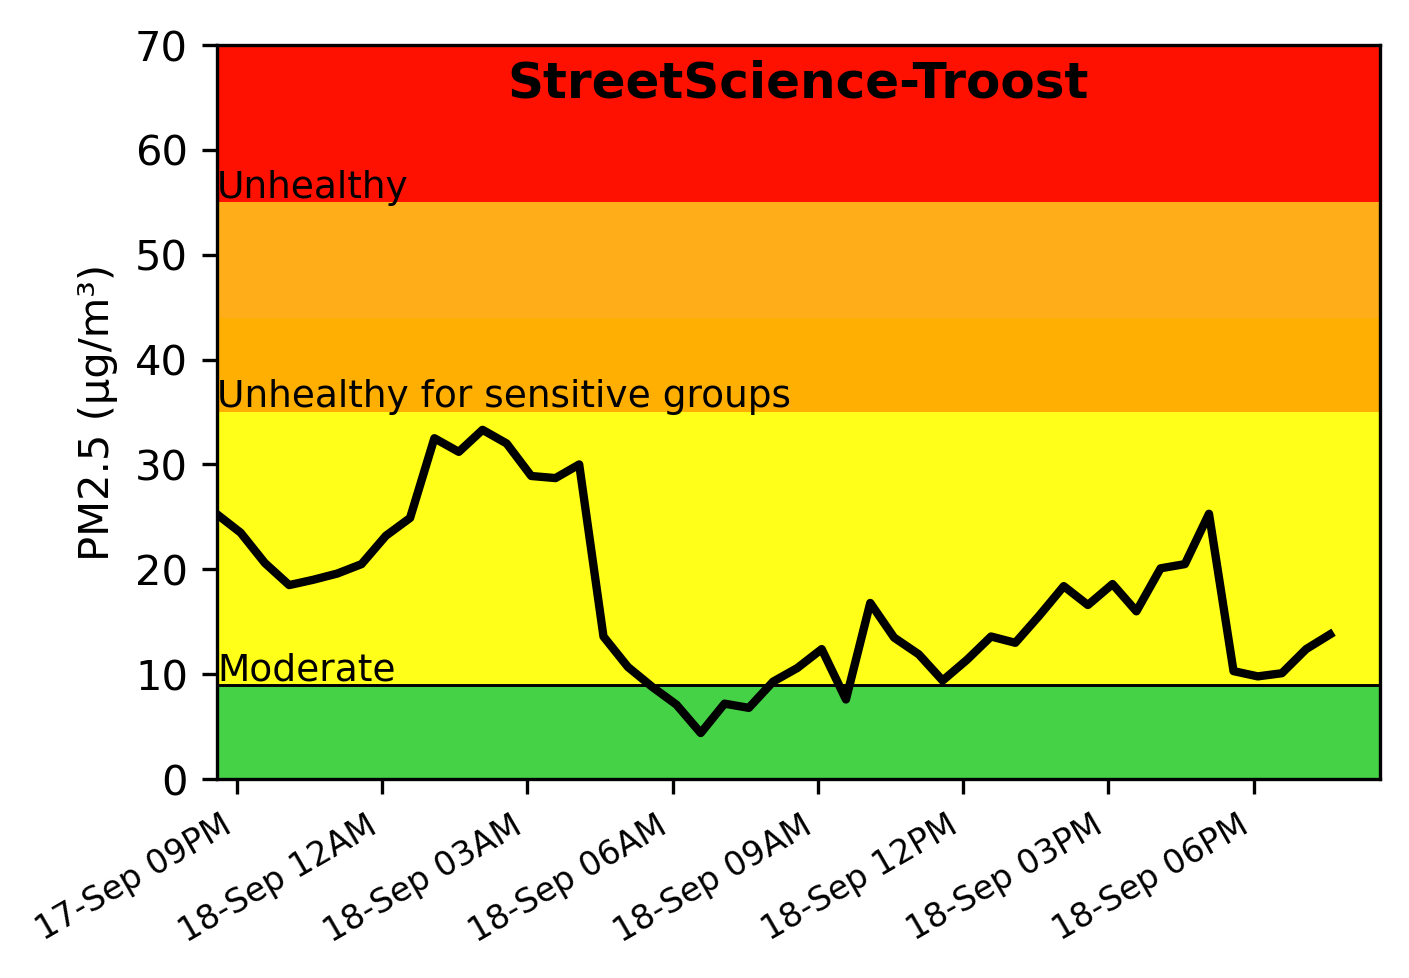 StreetScience-Troost
70
60
Unhealthy
50
40
Unhealthy for sensitive groups
30
20
Moderate
10
0
PM2.5 (µg/m³)
17-Sep 09PM
18-Sep 12AM
18-Sep 03AM
18-Sep 06AM
18-Sep 09AM
18-Sep 12PM
18-Sep 03PM
18-Sep 06PM